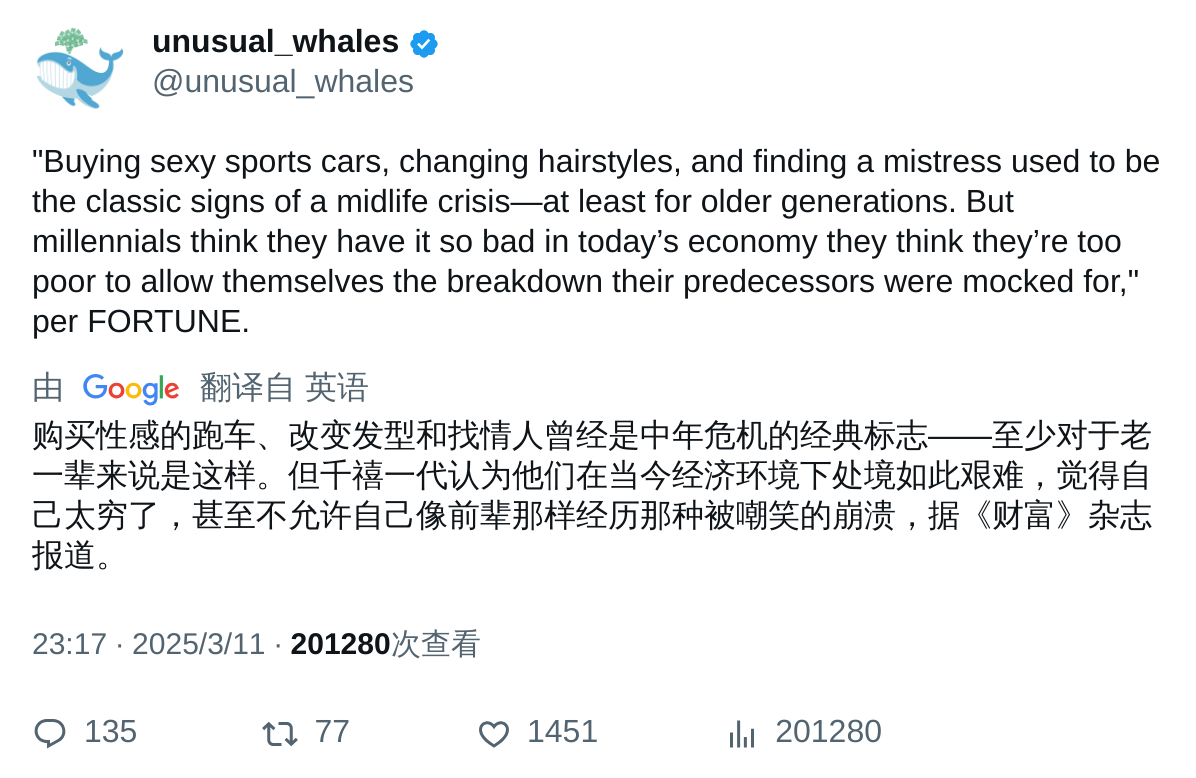 unusual_whales
@unusual_whales
"Buying sexy sports cars, changing hairstyles, and finding a mistress used to be
the classic signs of a midlife crisis—at least for older generations. But
millennials think they have it so bad in today’s economy they think they’re too
poor to allow themselves the breakdown their predecessors were mocked for,"
per FORTUNE.
由 Google 翻译自 英语
购买性感的跑车、改变发型和找情人曾经是中年危机的经典标志——至少对于老
一辈来说是这样。但千禧一代认为他们在当今经济环境下处境如此艰难，觉得自
己太穷了，甚至不允许自己像前辈那样经历那种被嘲笑的崩溃，据《财富》杂志
报道。
23:17 · 2025/3/11 · 201280次查看
135 77 1451 201280